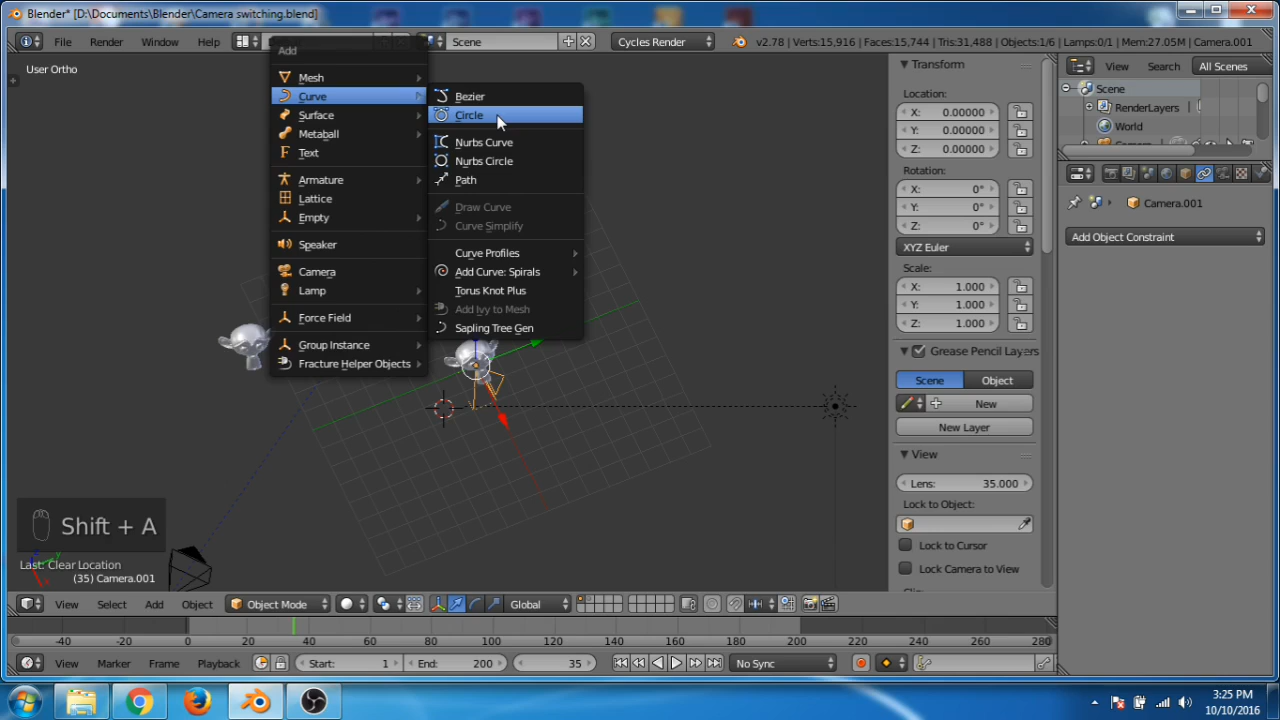 Blender* [D:\Documents\Blender\Camera switching.blend]
File Render Window Help Scene Cycles Render v2.78 | Verts:15,916 | Faces:15,744 | Tris:31,488 | Objects:1/6 | Lamps:0/1 | Mem:27.05M | Camera.001
User Ortho
Add
Mesh
Curve
Surface
Metaball
Text
Armature
Lattice
Empty
Speaker
Camera
Lamp
Force Field
Group Instance
Fracture Helper Objects
Bezier
Circle
Nurbs Curve
Nurbs Circle
Path
Draw Curve
Curve Simplify
Curve Profiles
Add Curve: Spirals
Torus Knot Plus
Add Ivy to Mesh
Sapling Tree Gen
Shift + A
Last: Clear Location
(35) Camera.001
Transform
Location:
X: 0.00000
Y: 0.00000
Z: 0.00000
Rotation:
X: 0°
Y: 0°
Z: 0°
XYZ Euler
Scale:
X: 1.000
Y: 1.000
Z: 1.000
Grease Pencil Layers
Scene Object
New
New Layer
View
Lens: 35.000
Lock to Object:
Lock to Cursor
Lock Camera to View
View Search All Scenes
Scene
RenderLayers
World
Camera.001
Add Object Constraint
View Select Add Object Object Mode Global
-40 -20 0 20 40 60 80 100 120 140 160 180 200 220 240 260 280
View Marker Frame Playback Start: 1 End: 200 35 No Sync
3:25 PM
10/10/2016